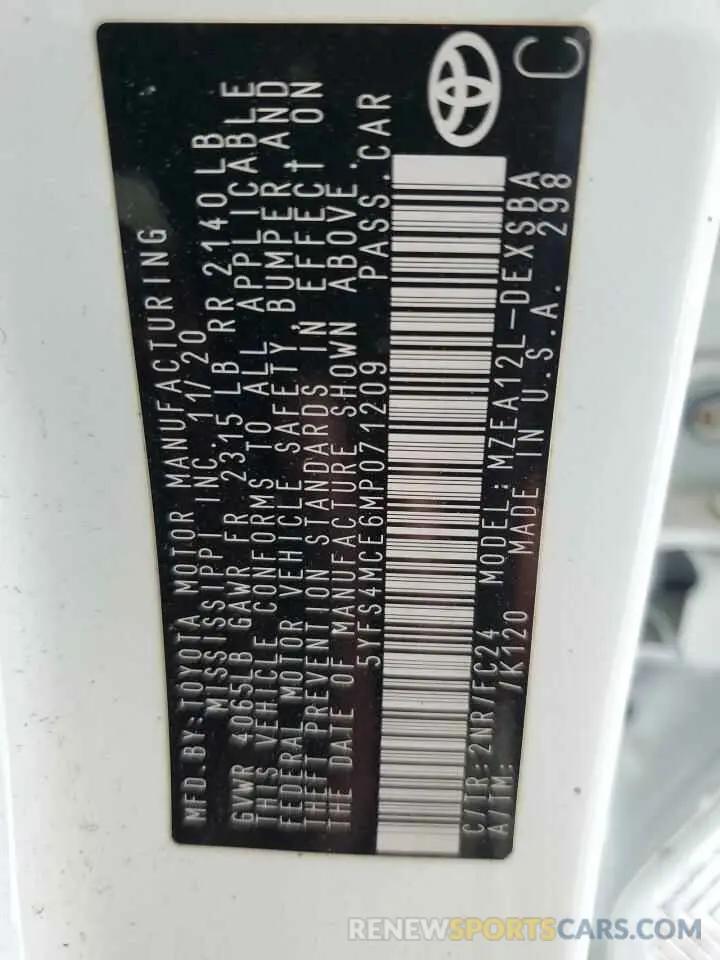 MFD.BY:TOYOTA MOTOR MANUFACTURING
MISSISSIPPI INC. 11/20
GVWR 4065LB GAWR FR 2315 LB RR 2140 LB
THIS VEHICLE CONFORMS TO ALL APPLICABLE
FEDERAL MOTOR VEHICLE SAFETY, BUMPER AND
THEFT PREVENTION STANDARDS IN EFFECT ON
THE DATE OF MANUFACTURE SHOWN ABOVE.
5YFS4MCE6MP071209 PASS.CAR
C/TR:2NR/FC24 MODEL:MZEA12L-DEXSBA
A/TM: /K120 MADE IN U.S.A. 298
C
RENEWSPORTSCARS.COM